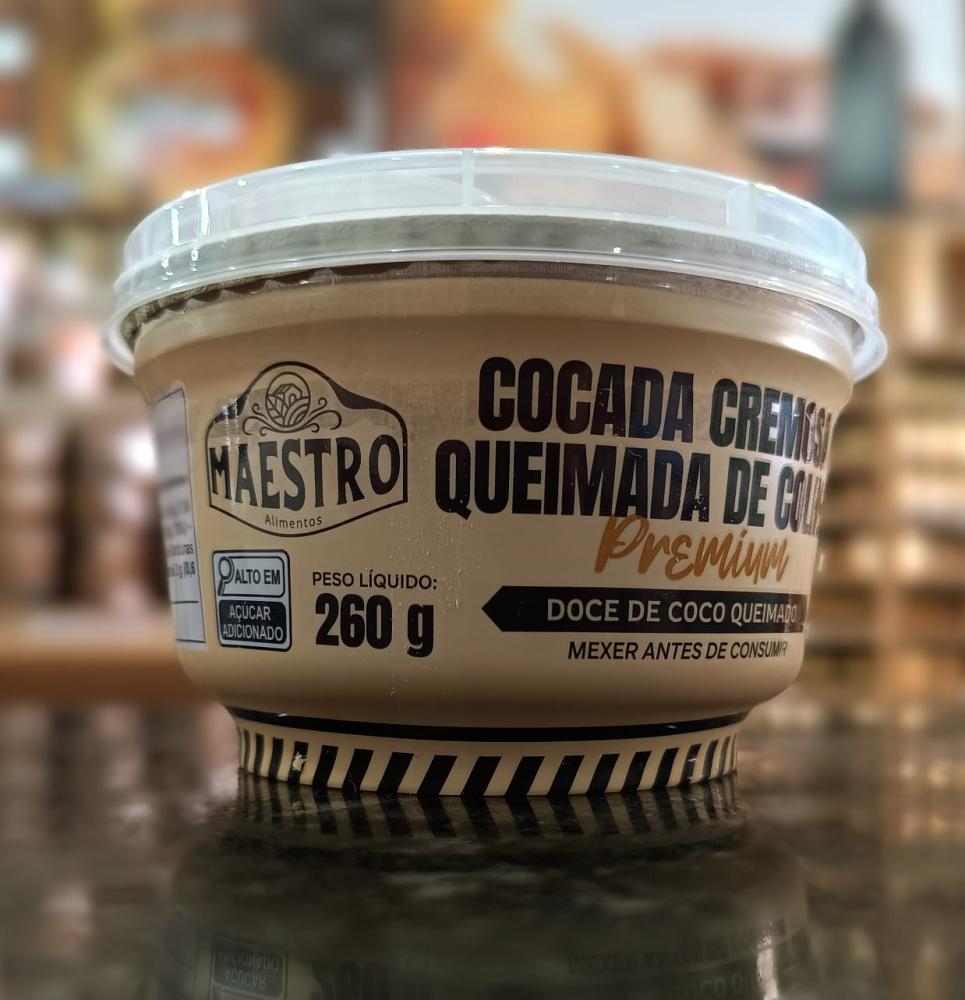 MAESTRO
Alimentos
COCADA CREMOSA
QUEIMADA DE
Premium
DOCE DE COCO QUEIMADO
MEXER ANTES DE CONSUMIR
ALTO EM
AÇÚCAR
ADICIONADO
PESO LÍQUIDO:
260 g